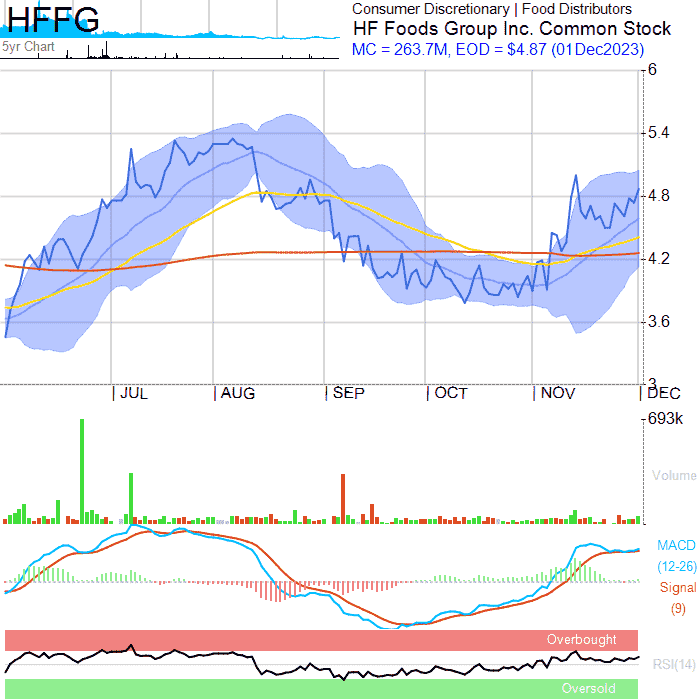 HFFG
Consumer Discretionary | Food Distributors
HF Foods Group Inc. Common Stock
MC = 263.7M, EOD = $4.87 (01Dec2023)
5yr Chart
6
5.4
4.8
4.2
3.6
3
JUL AUG SEP OCT NOV DEC
693k
Volume
MACD
(12-26)
Signal
(9)
Overbought
RSI(14)
Oversold